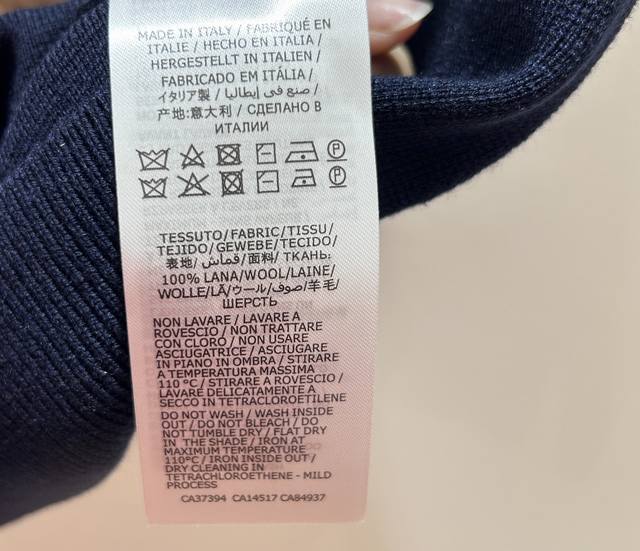 MADE IN ITALY / FABRIQUÉ EN
ITALIE / HECHO EN ITALIA /
HERGESTELLT IN ITALIEN /
FABRICADO EM ITÁLIA /
イタリア製 / صنع في إيطاليا /
产地:意大利 / СДЕЛАНО В
ИТАЛИИ
TESSUTO/FABRIC/TISSU/
TEJIDO/GEWEBE/TECIDO/
表地/قماش/面料/ТКАНЬ:
100% LANA/WOOL/LAINE/
WOLLE/LÃ/ウール/صوف/羊毛/
ШЕРСТЬ
NON LAVARE / LAVARE A
ROVESCIO / NON TRATTARE
CON CLORO / NON USARE
ASCIUGATRICE / ASCIUGARE
IN PIANO IN OMBRA / STIRARE
A TEMPERATURA MASSIMA
110 °C / STIRARE A ROVESCIO /
LAVARE DELICATAMENTE A
SECCO IN TETRACLOROETILENE
DO NOT WASH / WASH INSIDE
OUT / DO NOT BLEACH / DO
NOT TUMBLE DRY / FLAT DRY
IN THE SHADE / IRON AT
MAXIMUM TEMPERATURE
110°C / IRON INSIDE OUT /
DRY CLEANING IN
TETRACHLOROETHENE - MILD
PROCESS
CA37394 CA14517 CA84937